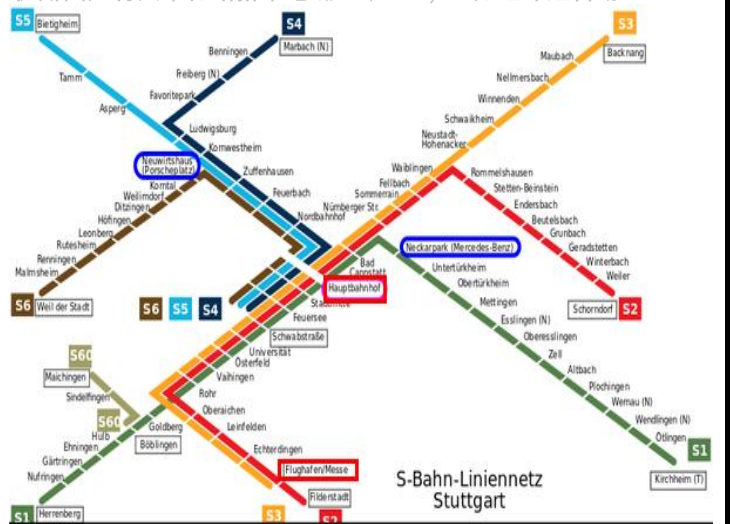 S5
Bietigheim
Tamm
Asperg
S4
Marbach (N)
Benningen
Freiberg (N)
Favoritepark
Ludwigsburg
Kornwestheim
Zuffenhausen
Feuerbach
Nordbahnhof
Neuwirtshaus
(Porscheplatz)
Korntal
Weilimdorf
Ditzingen
Höfingen
Leonberg
Rutesheim
Renningen
Malmsheim
S6
Weil der Stadt
S6
S5
S4
S3
Backnang
Maubach
Nellmersbach
Winnenden
Schwaikheim
Neustadt-
Hohenacker
Waiblingen
Fellbach
Sommerrain
Nürnberger Str.
Bad
Cannstatt
Rommelshausen
Stetten-Beinstein
Endersbach
Beutelsbach
Grunbach
Geradstetten
Winterbach
Weiler
Schorndorf
S2
Neckarpark (Mercedes-Benz)
Untertürkheim
Obertürkheim
Mettingen
Esslingen (N)
Oberesslingen
Zell
Altbach
Plochingen
Wernau (N)
Wendlingen (N)
Ötlingen
S1
Kirchheim (T)
Hauptbahnhof
Feuersee
Schwabstraße
Universität
Österfeld
Vaihingen
Rohr
Oberaichen
Leinfelden
Echterdingen
Flughafen/Messe
Filderstadt
S3
S2
S60
Maichingen
Sindelfingen
S60
Goldberg
Böblingen
Hulb
Ehningen
Gärtringen
Nufringen
S1
Herrenberg
S-Bahn-Liniennetz
Stuttgart